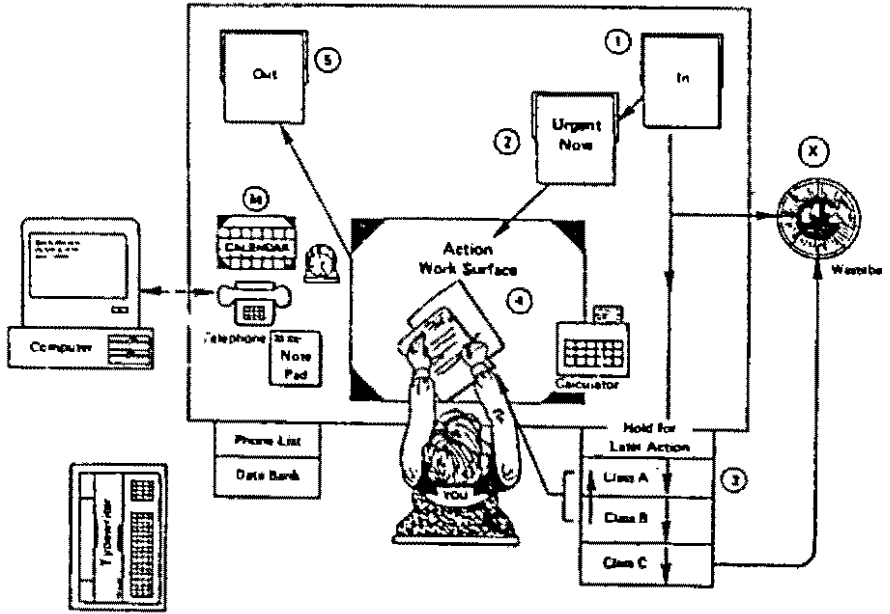 1
5
Out
In
Urgent
Now
2
X
CALENDAR
Action
Work Surface
4
Computer
Telephone
Note
Pad
Calculator
Hold for
Later Action
Phone List
Data Bank
YOU
Class A
3
Class B
Class C
Typewriter